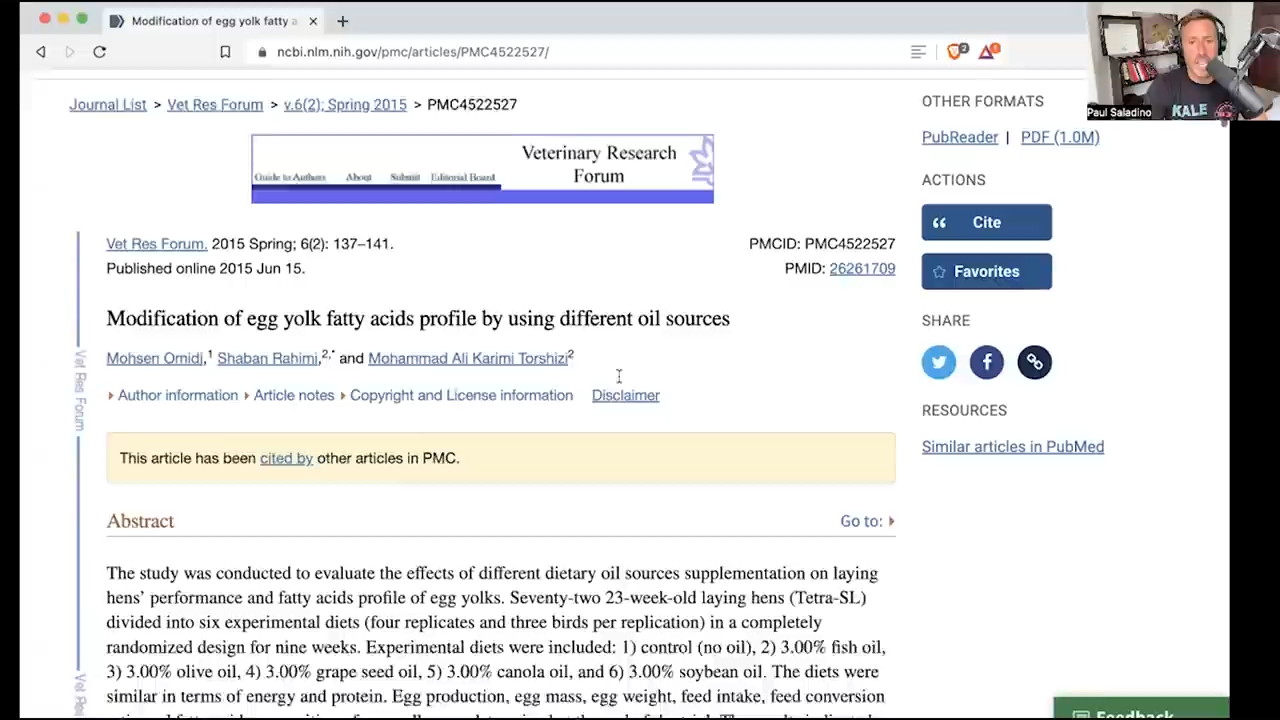 Modification of egg yolk fatty a
ncbi.nlm.nih.gov/pmc/articles/PMC4522527/
Paul Saladino
KALE
Journal List > Vet Res Forum > v.6(2); Spring 2015 > PMC4522527
Veterinary Research
Forum
Guide to Authors About Submit Editorial Board
Vet Res Forum. 2015 Spring; 6(2): 137–141.
Published online 2015 Jun 15.
PMCID: PMC4522527
PMID: 26261709
Modification of egg yolk fatty acids profile by using different oil sources
Mohsen Omidi,1 Shaban Rahimi,2,* and Mohammad Ali Karimi Torshizi2
Author information Article notes Copyright and License information Disclaimer
This article has been cited by other articles in PMC.
Abstract
Go to:
The study was conducted to evaluate the effects of different dietary oil sources supplementation on laying
hens’ performance and fatty acids profile of egg yolks. Seventy-two 23-week-old laying hens (Tetra-SL)
divided into six experimental diets (four replicates and three birds per replication) in a completely
randomized design for nine weeks. Experimental diets were included: 1) control (no oil), 2) 3.00% fish oil,
3) 3.00% olive oil, 4) 3.00% grape seed oil, 5) 3.00% canola oil, and 6) 3.00% soybean oil. The diets were
similar in terms of energy and protein. Egg production, egg mass, egg weight, feed intake, feed conversion
Vet Res Forum
Vet Res
OTHER FORMATS
PubReader | PDF (1.0M)
ACTIONS
Cite
Favorites
SHARE
RESOURCES
Similar articles in PubMed
Feedback